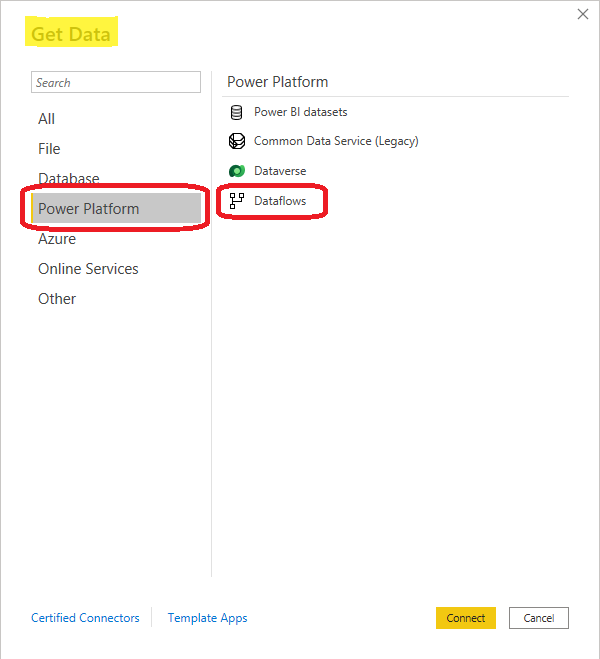 Get Data
Search
All
File
Database
Power Platform
Azure
Online Services
Other
Power Platform
Power BI datasets
Common Data Service (Legacy)
Dataverse
Dataflows
Certified Connectors
Template Apps
Connect
Cancel